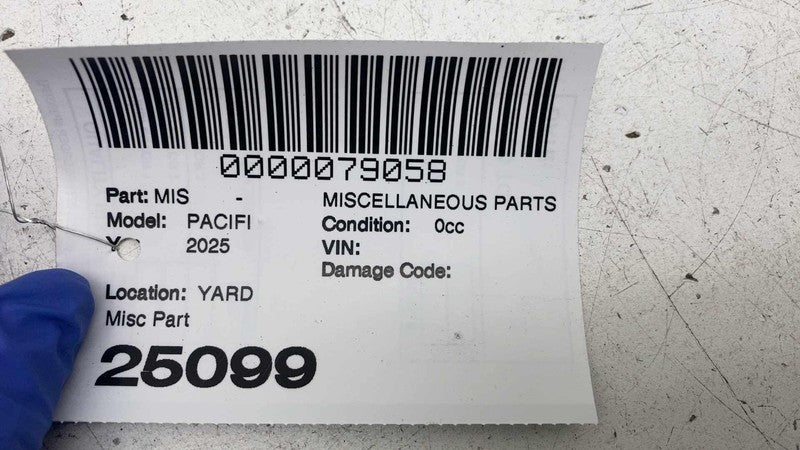 0000079058
Part: MIS - MISCELLANEOUS PARTS
Model: PACIFI Condition: 0cc
2025 VIN:
Damage Code:
Location: YARD
Misc Part
25099